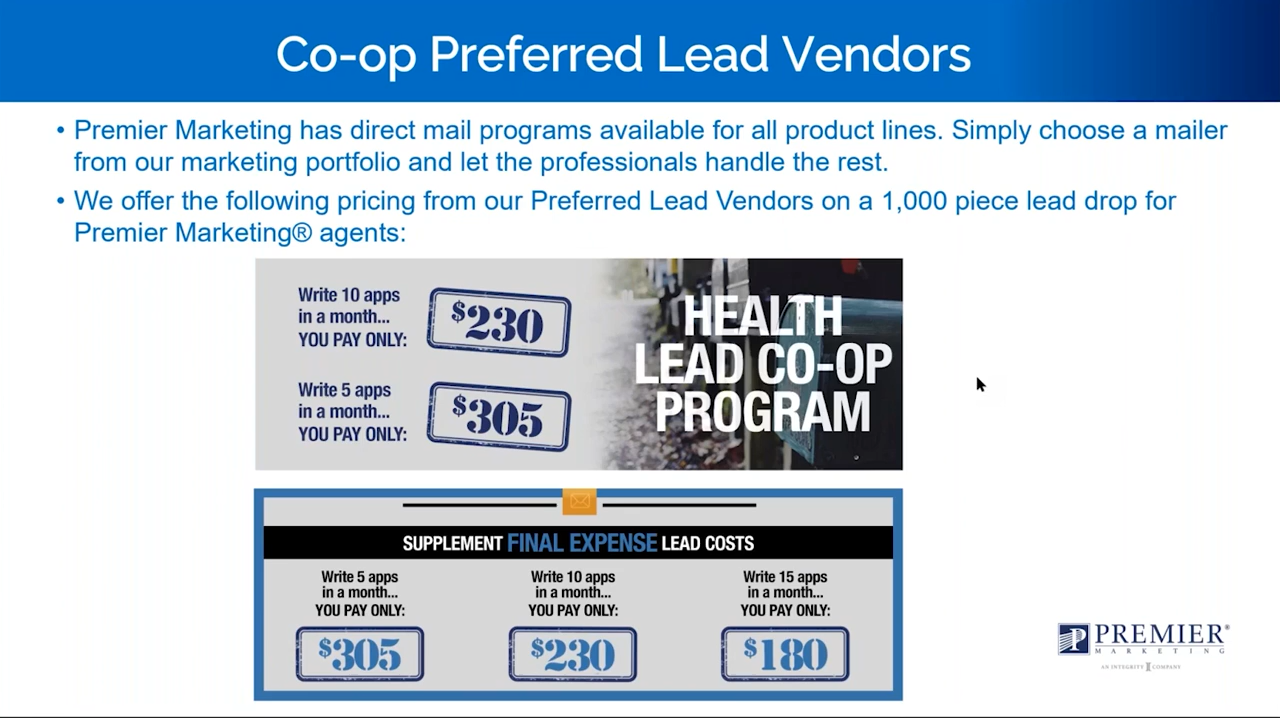 Co-op Preferred Lead Vendors
• Premier Marketing has direct mail programs available for all product lines. Simply choose a mailer
from our marketing portfolio and let the professionals handle the rest.
• We offer the following pricing from our Preferred Lead Vendors on a 1,000 piece lead drop for
Premier Marketing® agents:
Write 10 apps
in a month...
YOU PAY ONLY:
$230
Write 5 apps
in a month...
YOU PAY ONLY:
$305
HEALTH
LEAD CO-OP
PROGRAM
SUPPLEMENT FINAL EXPENSE LEAD COSTS
Write 5 apps
in a month...
YOU PAY ONLY:
$305
Write 10 apps
in a month...
YOU PAY ONLY:
$230
Write 15 apps
in a month...
YOU PAY ONLY:
$180
PREMIER®
MARKETING
AN INTEGRITY COMPANY